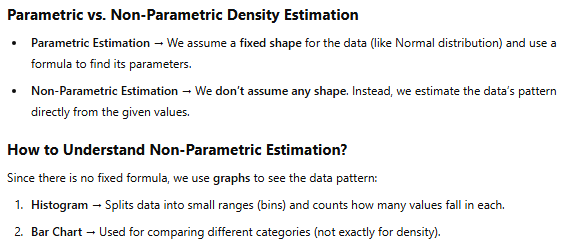 Parametric vs. Non-Parametric Density Estimation
• Parametric Estimation → We assume a fixed shape for the data (like Normal distribution) and use a
formula to find its parameters.
• Non-Parametric Estimation → We don't assume any shape. Instead, we estimate the data's pattern
directly from the given values.
How to Understand Non-Parametric Estimation?
Since there is no fixed formula, we use graphs to see the data pattern:
1. Histogram → Splits data into small ranges (bins) and counts how many values fall in each.
2. Bar Chart → Used for comparing different categories (not exactly for density).